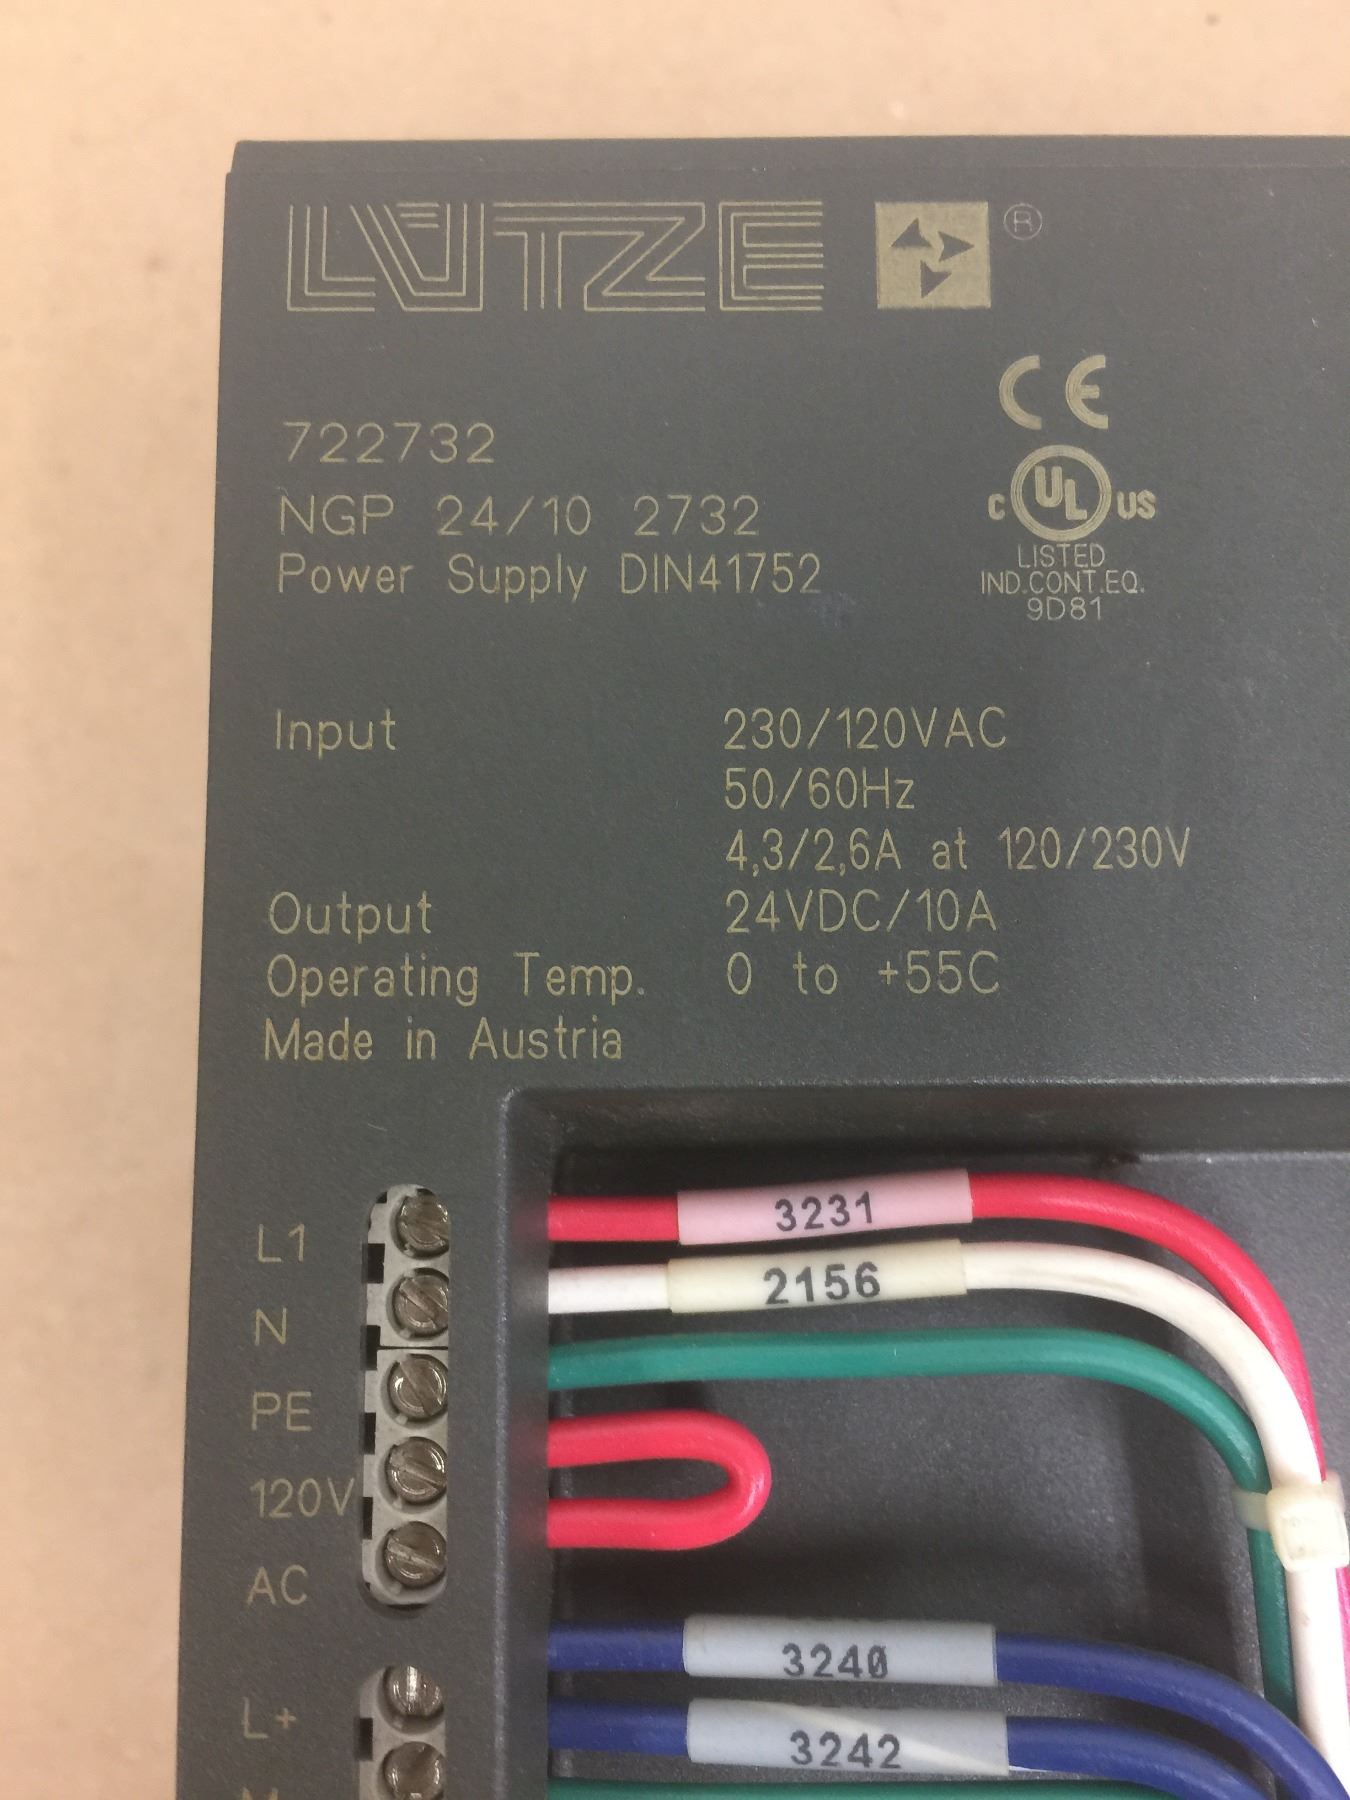 LÜTZE ®
722732
NGP 24/10 2732
Power Supply DIN41752
CE
C UL US
LISTED
IND.CONT.EQ.
9D81
Input 230/120VAC
50/60Hz
4,3/2,6A at 120/230V
Output 24VDC/10A
Operating Temp. 0 to +55C
Made in Austria
L1
3231
N
2156
PE
120V
AC
3240
L+
3242